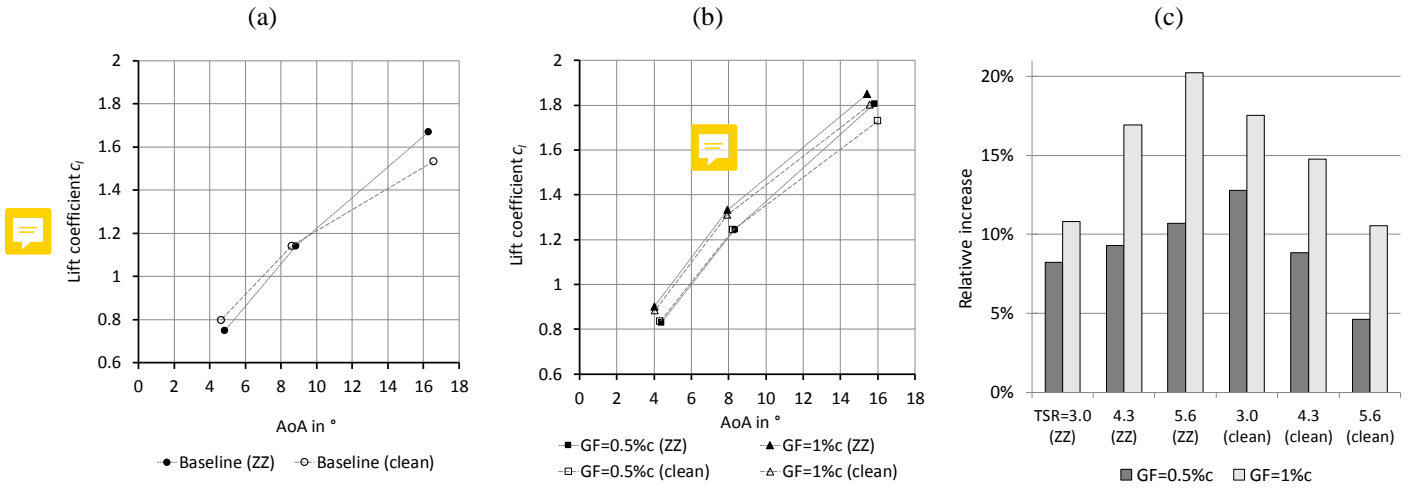 (a)
2
1.8
1.6
1.4
1.2
1
0.8
0.6
Lift coefficient cl
0 2 4 6 8 10 12 14 16 18
AoA in °
Baseline (ZZ) Baseline (clean)
(b)
2
1.8
1.6
1.4
1.2
1
0.8
0.6
Lift coefficient cl
0 2 4 6 8 10 12 14 16 18
AoA in °
GF=0.5%c (ZZ) GF=1%c (ZZ)
GF=0.5%c (clean) GF=1%c (clean)
(c)
20%
15%
10%
5%
0%
Relativve increase
TSR=3.0 4.3 5.6 3.0 4.3 5.6
(ZZ) (ZZ) (ZZ) (clean) (clean) (clean)
GF=0.5%c GF=1%c